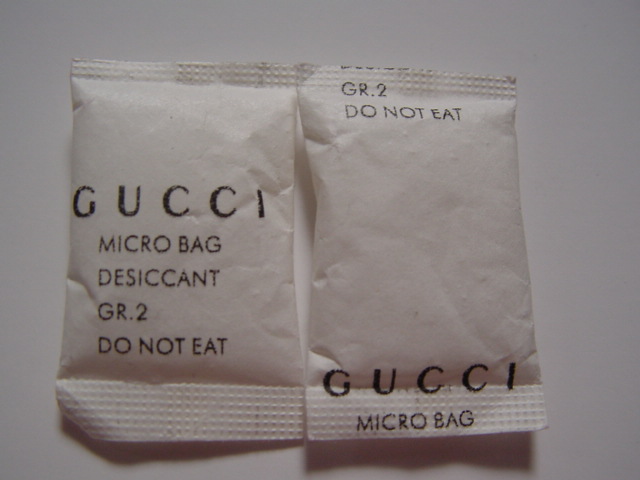 GUCCI
MICRO BAG
DESICCANT
GR.2
DO NOT EAT
GR.2
DO NOT EAT
GUCCI
MICRO BAG